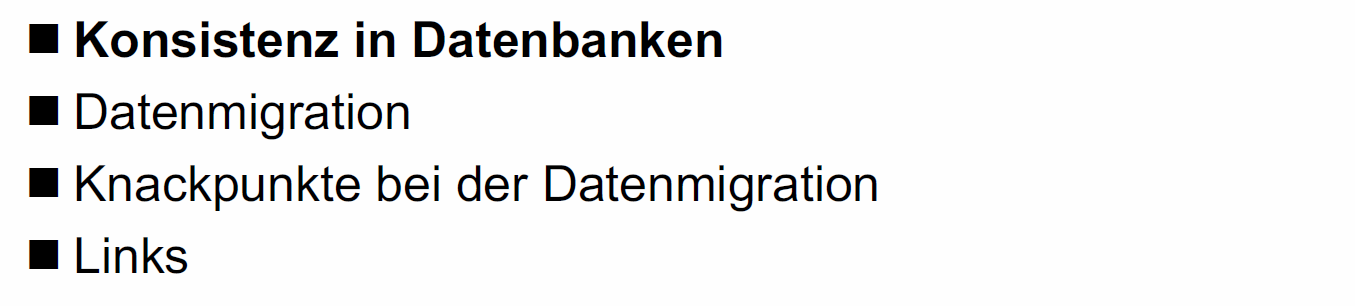 ■ Konsistenz in Datenbanken
■ Datenmigration
■ Knackpunkte bei der Datenmigration
■ Links